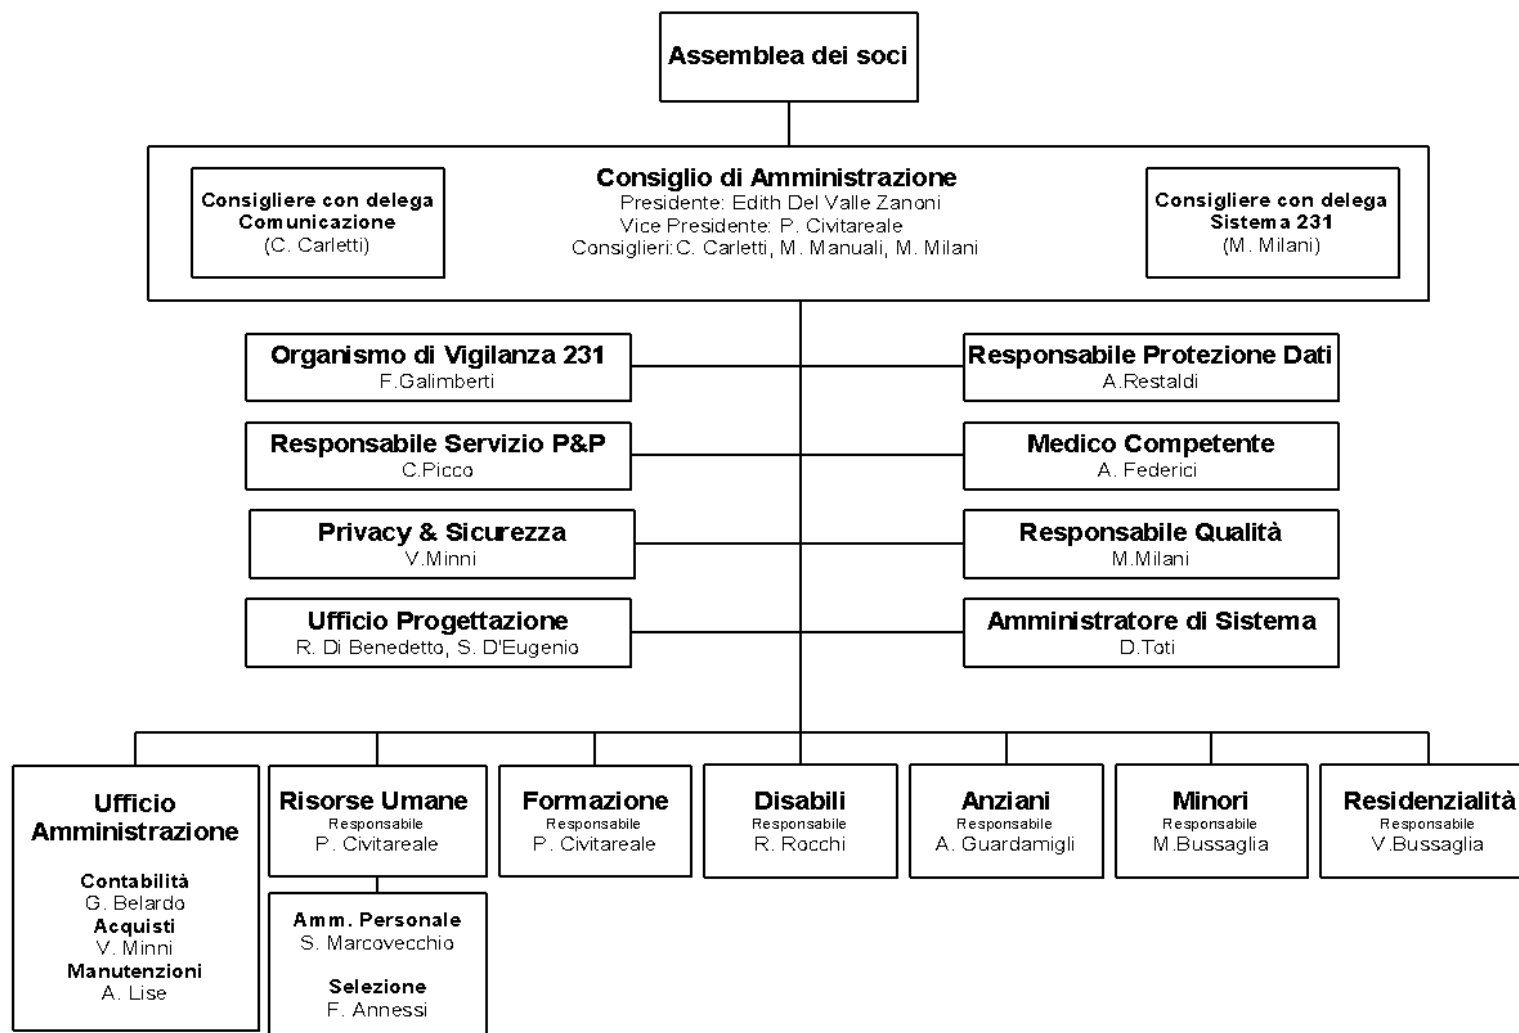 Assemblea dei soci
Consigliere con delega
Comunicazione
(C. Carletti)
Consiglio di Amministrazione
Presidente: Edith Del Valle Zanoni
Vice Presidente: P. Civitareale
Consiglieri: C. Carletti, M. Manuali, M. Milani
Consigliere con delega
Sistema 231
(M. Milani)
Organismo di Vigilanza 231
F.Galimberti
Responsabile Protezione Dati
A.Restaldi
Responsabile Servizio P&P
C.Picco
Medico Competente
A. Federici
Privacy & Sicurezza
V.Minni
Responsabile Qualità
M.Milani
Ufficio Progettazione
R. Di Benedetto, S. D'Eugenio
Amministratore di Sistema
D.Toti
Ufficio
Amministrazione
Contabilità
G. Belardo
Acquisti
V. Minni
Manutenzioni
A. Lise
Risorse Umane
Responsabile
P. Civitareale
Amm. Personale
S. Marcovecchio
Selezione
F. Annessi
Formazione
Responsabile
P. Civitareale
Disabili
Responsabile
R. Rocchi
Anziani
Responsabile
A. Guardamigli
Minori
Responsabile
M.Bussaglia
Residenzialità
Responsabile
V.Bussaglia